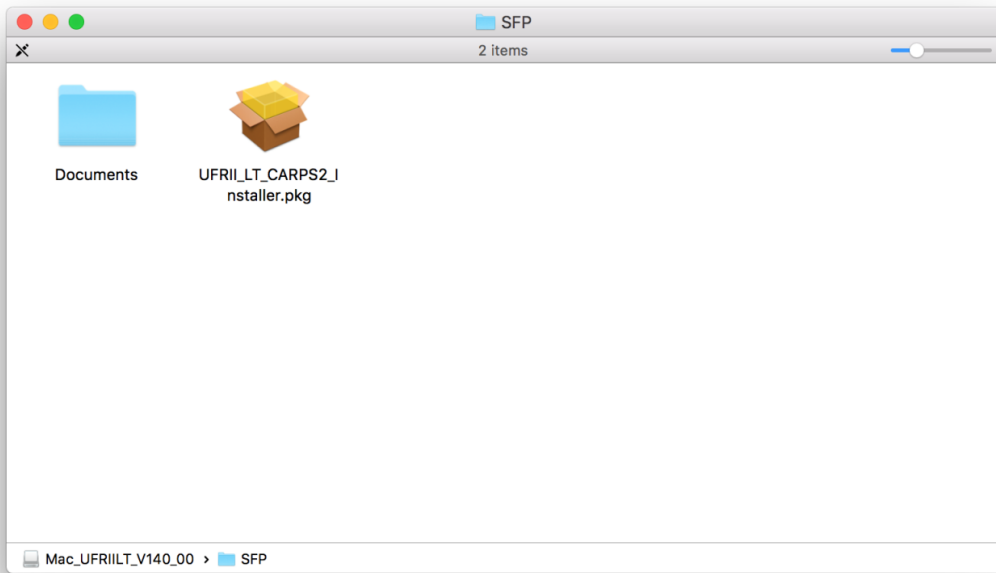 SFP
2 items
Documents
UFRII_LT_CARPS2_I
nstaller.pkg
Mac_UFRIILT_V140_00 › SFP